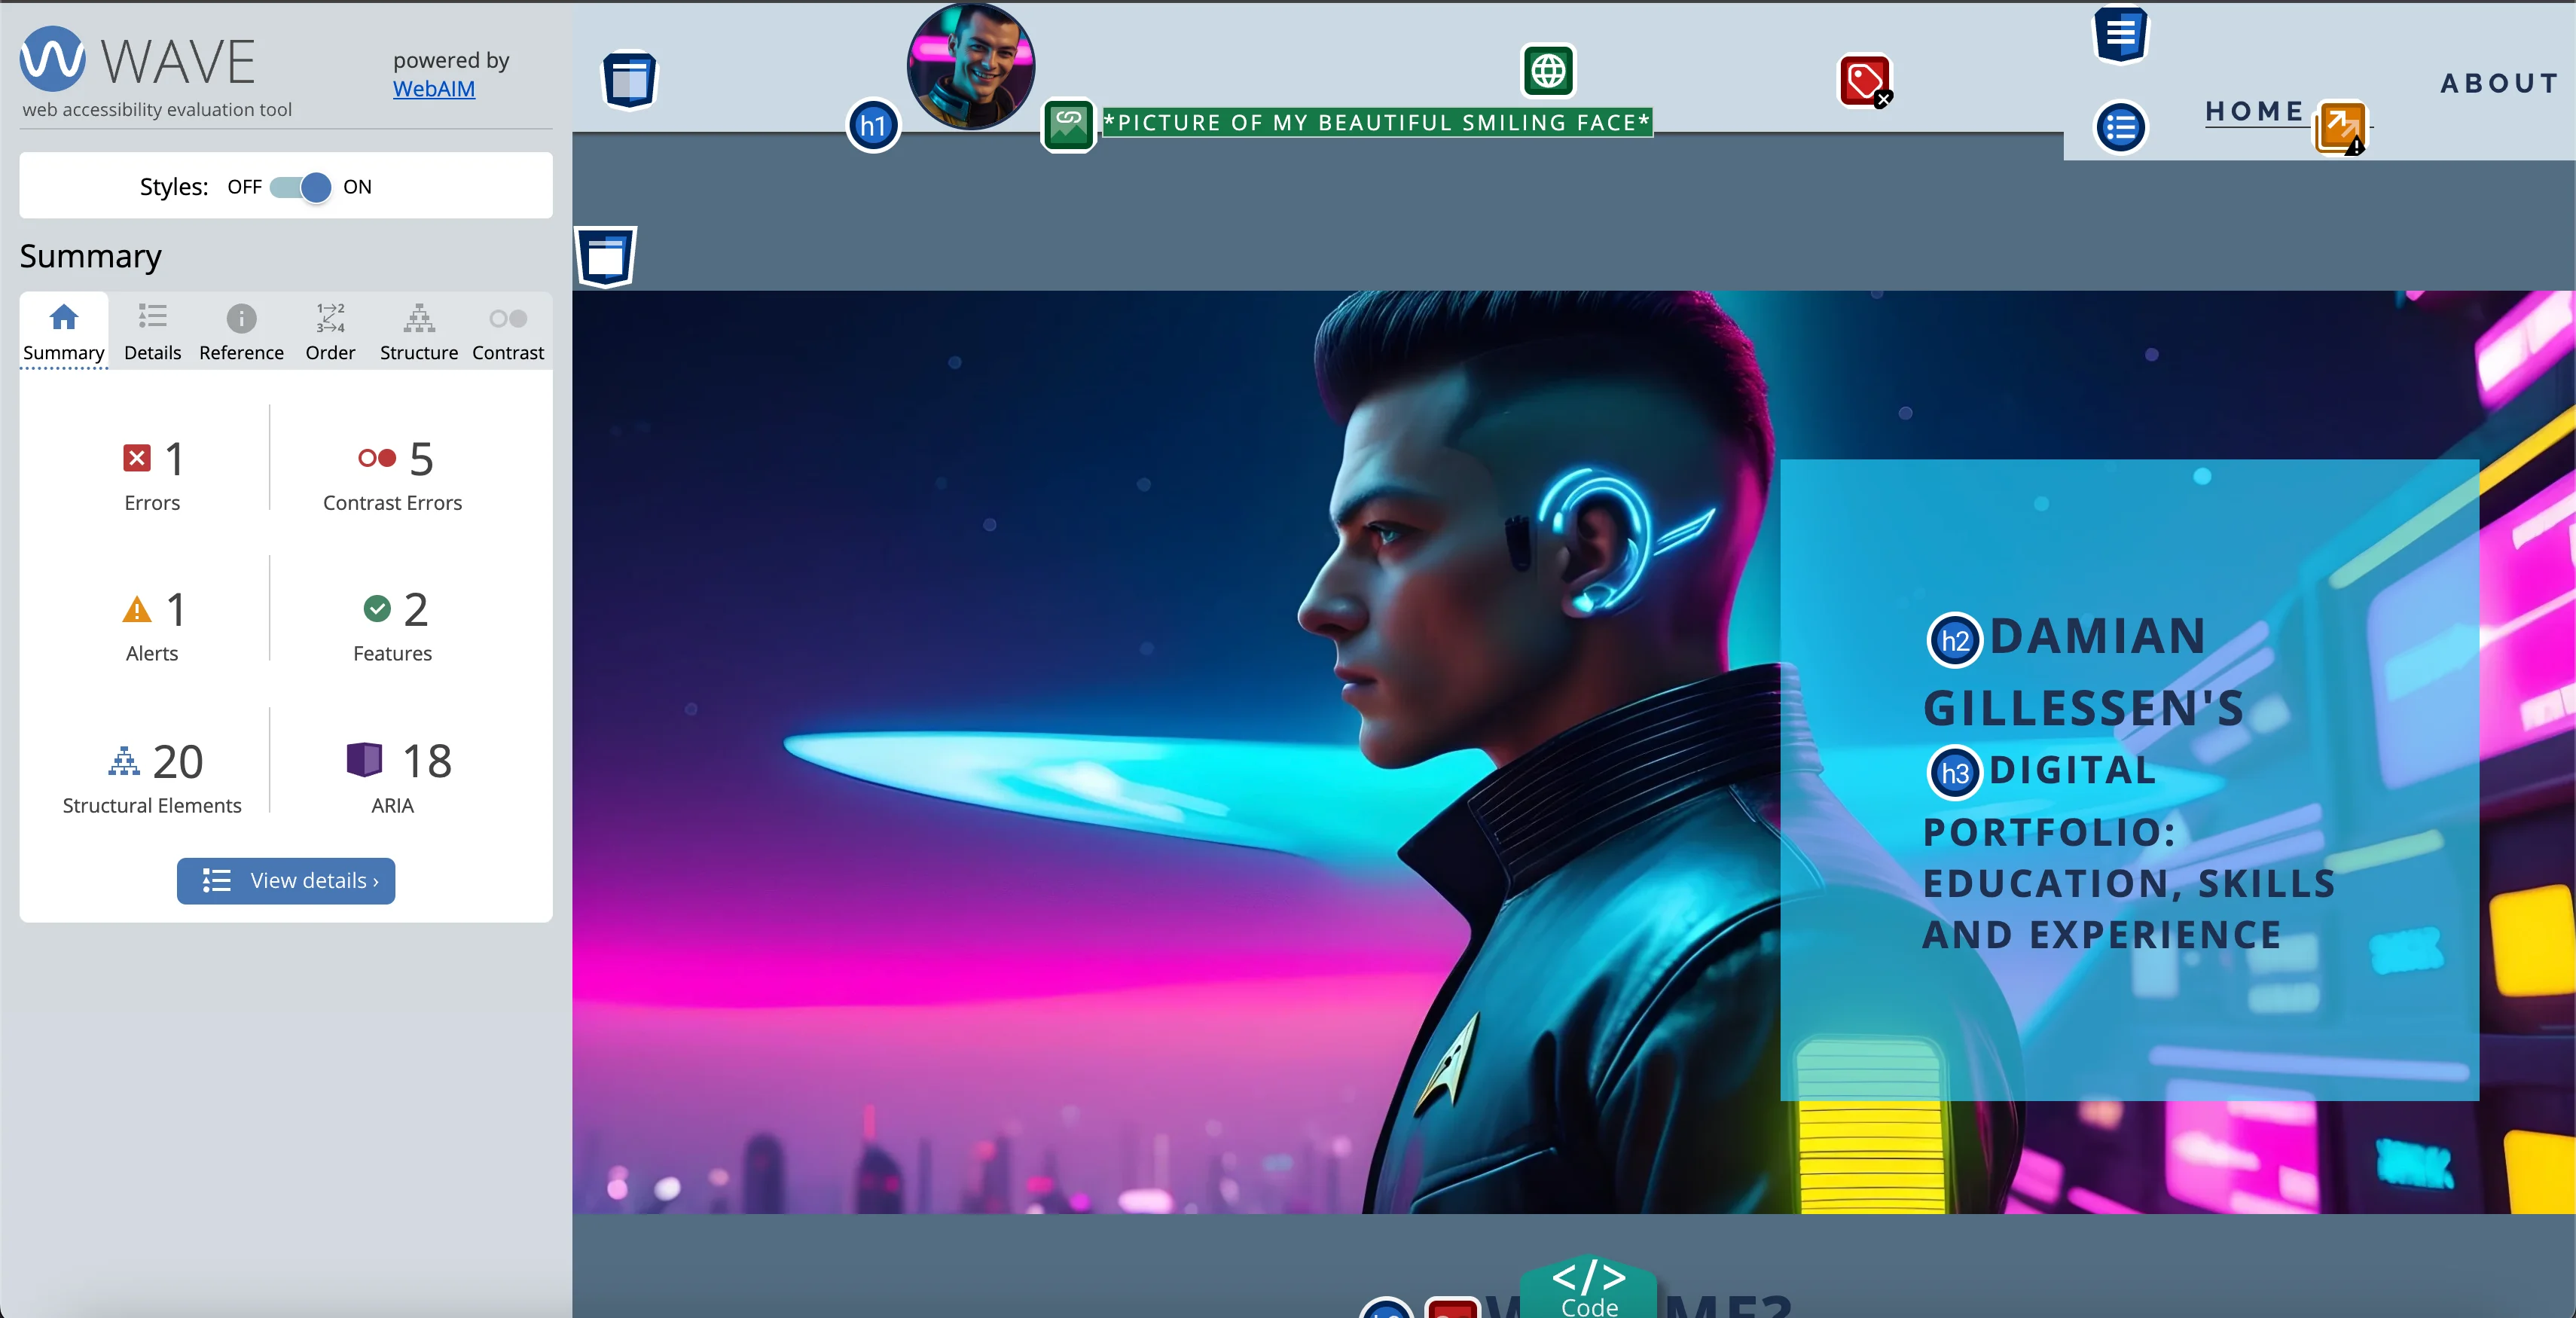 WAVE
web accessibility evaluation tool
powered by
WebAIM
Styles: OFF ON
Summary
Summary Details Reference Order Structure Contrast
1 Errors
5 Contrast Errors
1 Alerts
2 Features
20 Structural Elements
18 ARIA
View details ›
h1
*PICTURE OF MY BEAUTIFUL SMILING FACE*
HOME
ABOUT
h2 DAMIAN
GILLESSEN'S
h3 DIGITAL
PORTFOLIO:
EDUCATION, SKILLS
AND EXPERIENCE
</> Code
ME?